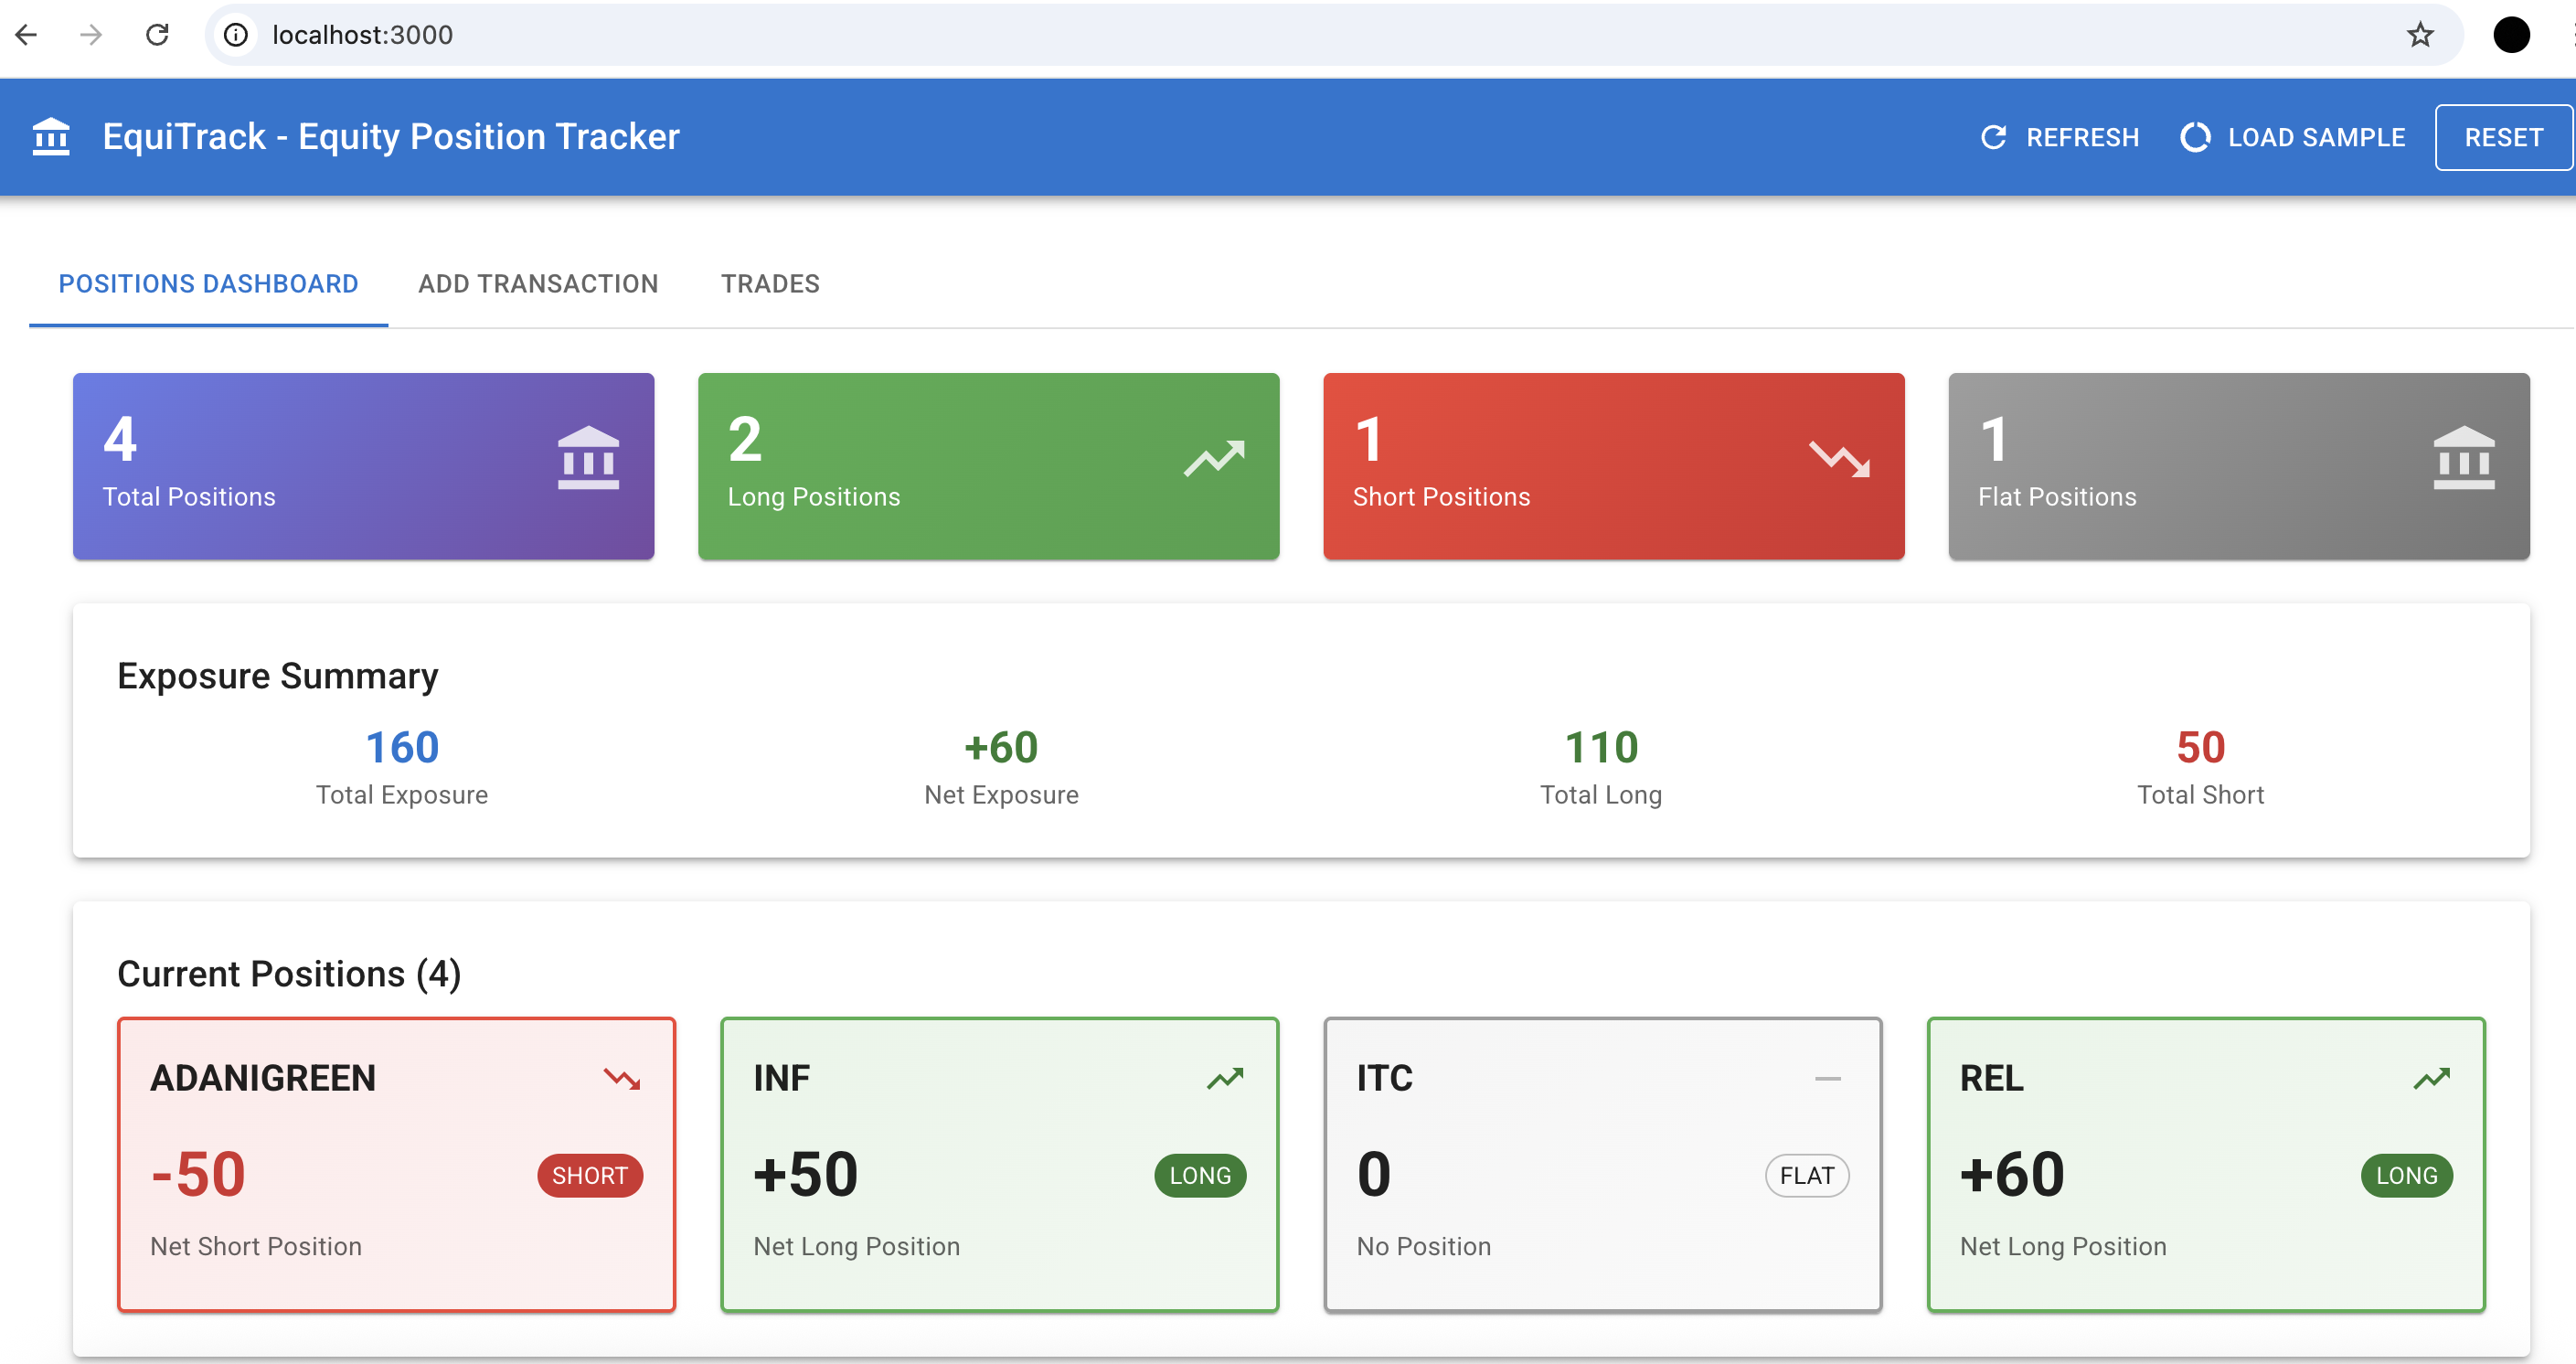 localhost:3000
EquiTrack - Equity Position Tracker
REFRESH
LOAD SAMPLE
RESET
POSITIONS DASHBOARD
ADD TRANSACTION
TRADES
4
Total Positions
2
Long Positions
1
Short Positions
1
Flat Positions
Exposure Summary
160
Total Exposure
+60
Net Exposure
110
Total Long
50
Total Short
Current Positions (4)
ADANIGREEN
-50
SHORT
Net Short Position
INF
+50
LONG
Net Long Position
ITC
0
FLAT
No Position
REL
+60
LONG
Net Long Position